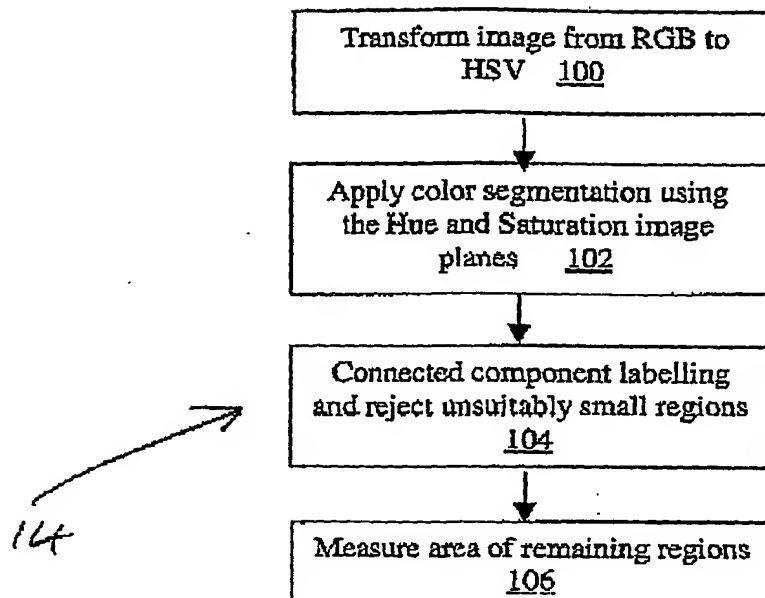 Transform image from RGB to
HSV 100
Apply color segmentation using
the Hue and Saturation image
planes 102
Connected component labelling
and reject unsuitably small regions
104
14
Measure area of remaining regions
106